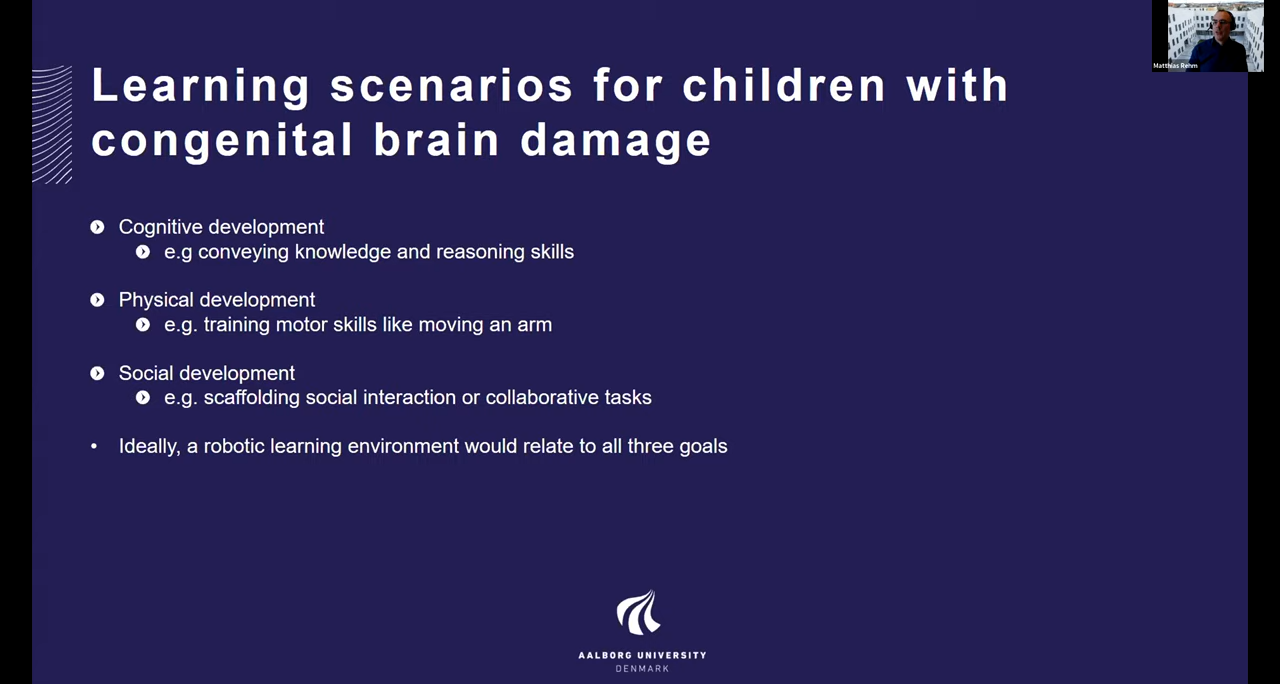 Matthias Rehm
Learning scenarios for children with
congenital brain damage
Cognitive development
e.g conveying knowledge and reasoning skills
Physical development
e.g. training motor skills like moving an arm
Social development
e.g. scaffolding social interaction or collaborative tasks
• Ideally, a robotic learning environment would relate to all three goals
AALBORG UNIVERSITY
DENMARK